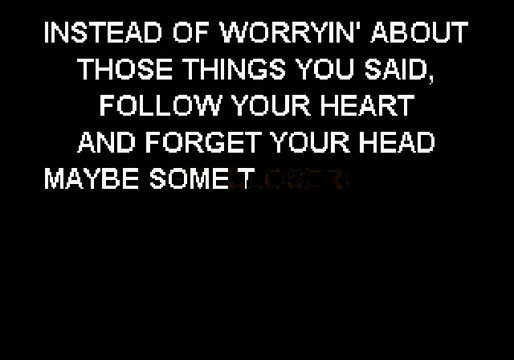 INSTEAD OF WORRYIN' ABOUT
THOSE THINGS YOU SAID,
FOLLOW YOUR HEART
AND FORGET YOUR HEAD
MAYBE SOME T